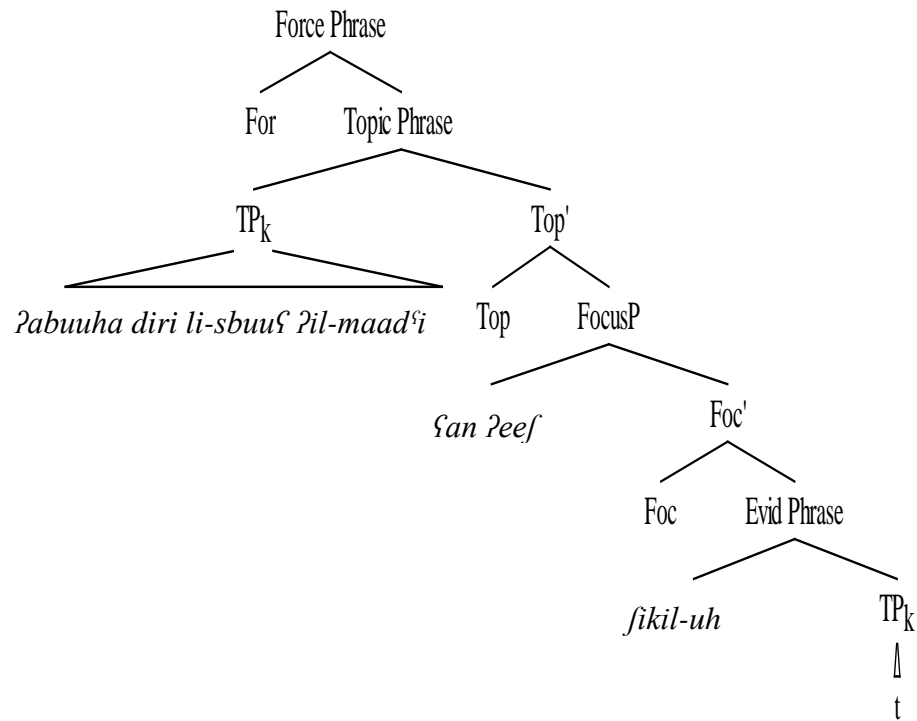 Force Phrase
For Topic Phrase
TPk Top'
ʔabuuha diri li-sbuuʕ ʔil-maadˤi Top FocusP
ʕan ʔeeʃ Foc'
Foc Evid Phrase
ʃikil-uh TPk
t